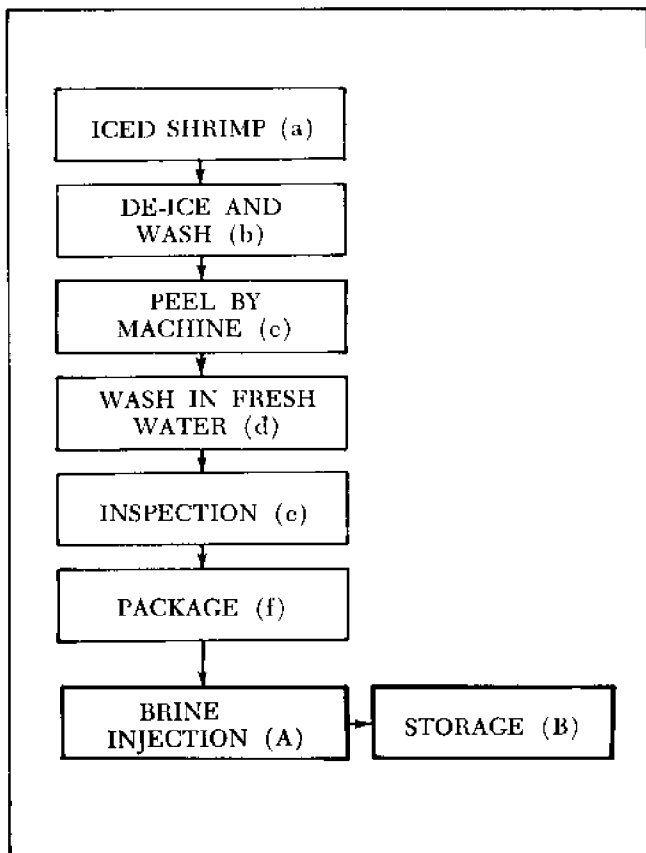 ICED SHRIMP (a)
DE-ICE AND
WASH (b)
PEEL BY
MACHINE (c)
WASH IN FRESH
WATER (d)
INSPECTION (e)
PACKAGE (f)
BRINE
INJECTION (A)
STORAGE (B)